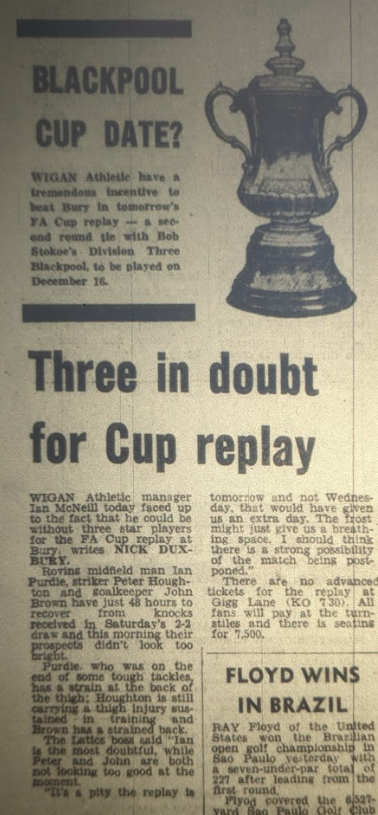 BLACKPOOL
CUP DATE?
WIGAN Athletic have a
tremendous incentive to
beat Bury in tomorrow's
FA Cup replay — a sec-
ond round tie with Bob
Stokoe's Division Three
Blackpool, to be played on
December 16.
Three in doubt
for Cup replay
WIGAN Athletic manager
Ian McNeill today faced up
to the fact that he could be
without three star players
for the FA Cup replay at
Bury, writes NICK DUX-
BURY.
Roving midfield man Ian
Purdie, striker Peter Hough-
ton and goalkeeper John
Brown have just 48 hours to
recover from knocks
received in Saturday's 2-2
draw and this morning their
prospects didn't look too
bright.
Purdie, who was on the
end of some tough tackles,
has a strain at the back of
the thigh; Houghton is still
carrying a thigh injury sus-
tained in training and
Brown has a strained back.
The Latics boss said "Ian
is the most doubtful, while
Peter and John are both
not looking too good at the
moment.
"It's a pity the replay is
tomorrow and not Wednes-
day, that would have given
us an extra day. The frost
might just give us a breath-
ing space. I should think
there is a strong possibility
of the match being post-
poned."
There are no advanced
tickets for the replay at
Gigg Lane (KO 7.30). All
fans will pay at the turn-
stiles and there is seating
for 7,500.
FLOYD WINS
IN BRAZIL
RAY Floyd of the United
States won the Brazilian
open golf championship in
Sao Paulo yesterday with
a seven-under-par total of
227 after leading from the
first round.
Floyd covered the 6,527-
yard Sao Paulo Golf Club